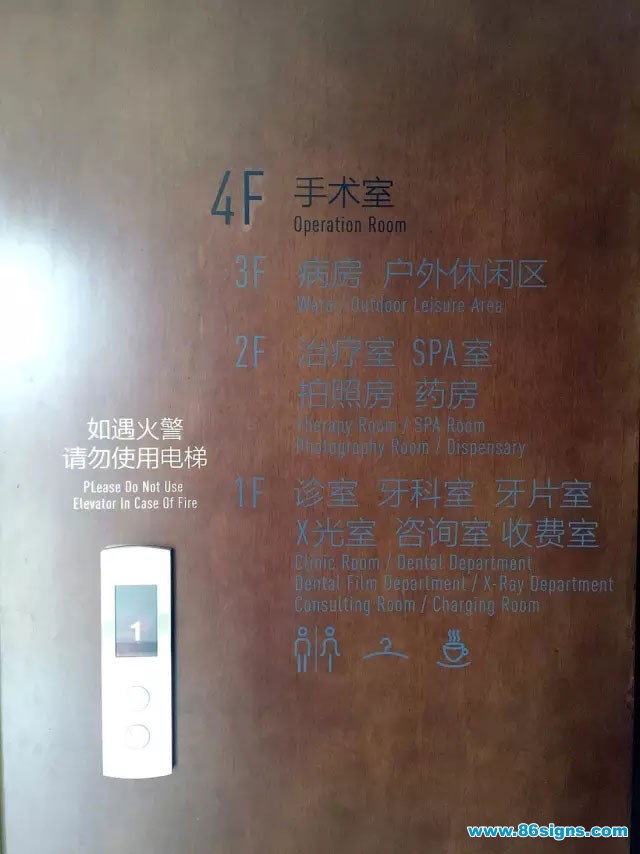 4F 手术室
Operation Room
3F 病房 户外休闲区
Ward / Outdoor Leisure Area
2F 治疗室 SPA室
拍照房 药房
Therapy Room / SPA Room
Photography Room / Dispensary
如遇火警
请勿使用电梯
PLease Do Not Use
Elevator In Case Of Fire
1F 诊室 牙科室 牙片室
X光室 咨询室 收费室
Clinic Room / Dental Department
Dental Film Department / X-Ray Department
Consulting Room / Charging Room
1
www.86signs.com